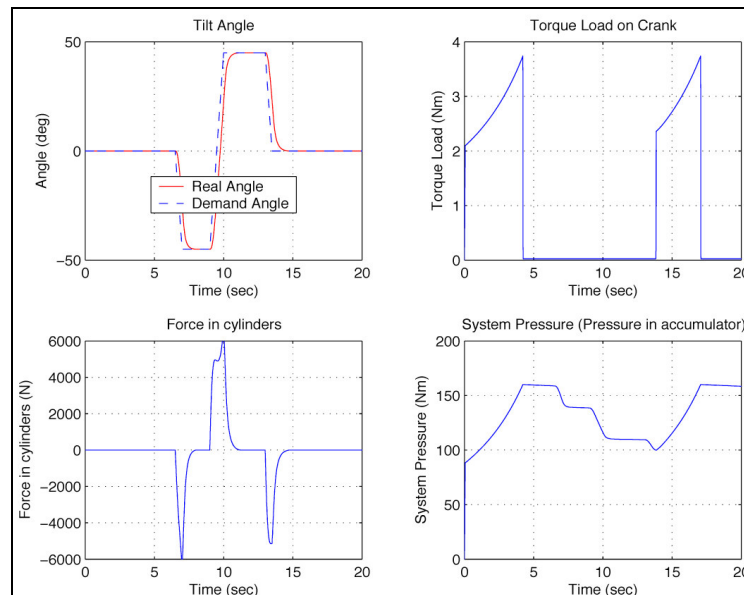 Tilt Angle
50
0
−50
Angle (deg)
Real Angle
Demand Angle
0 5 10 15 20
Time (sec)
Torque Load on Crank
4
3
2
1
0
Torque Load (Nm)
0 5 10 15 20
Time (sec)
Force in cylinders
6000
4000
2000
0
−2000
−4000
−6000
Force in cylinders (N)
0 5 10 15 20
Time (sec)
System Pressure (Pressure in accumulator)
200
150
100
50
0
System Pressure (Nm)
0 5 10 15 20
Time (sec)